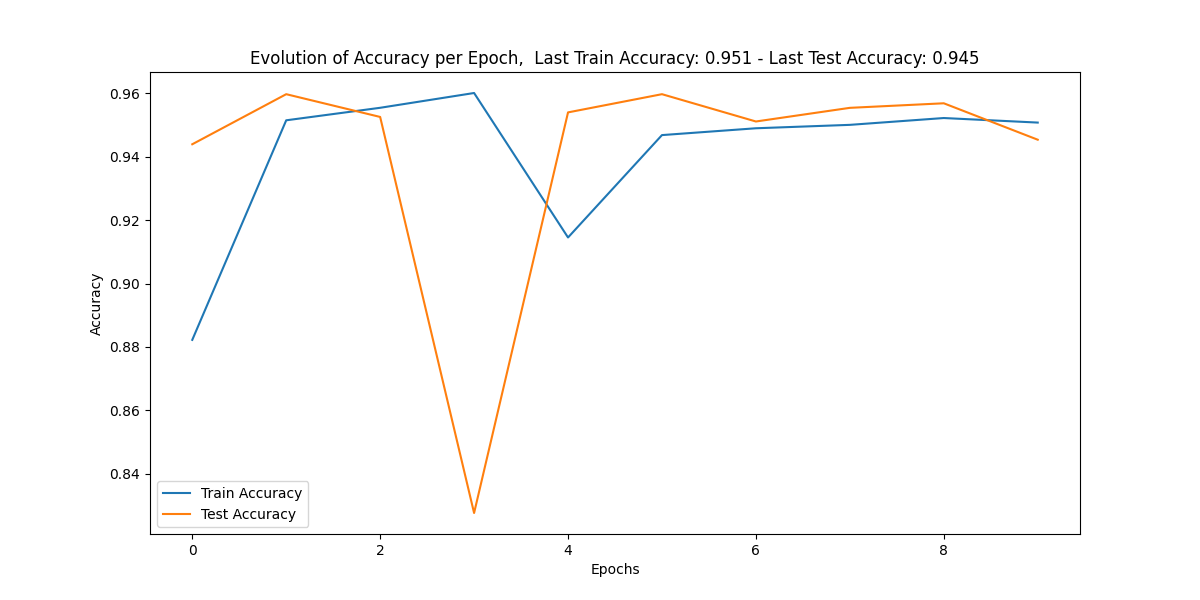 Evolution of Accuracy per Epoch,  Last Train Accuracy: 0.951 - Last Test Accuracy: 0.945
Accuracy
0.96
0.94
0.92
0.90
0.88
0.86
0.84
Train Accuracy
Test Accuracy
0 2 4 6 8
Epochs